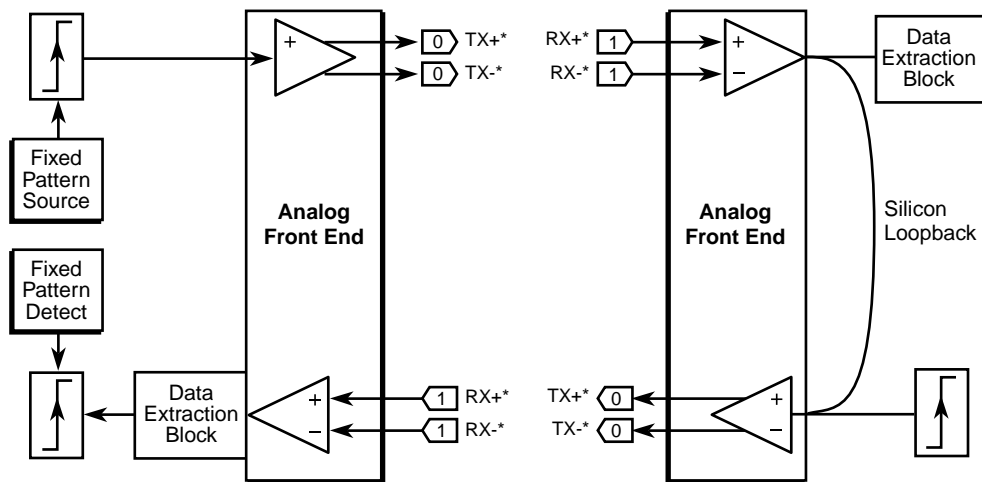 +
0 TX+*
0 TX-*
RX+* 1
RX-* 1
+
−
Data
Extraction
Block
Fixed
Pattern
Source
Analog
Front End
Analog
Front End
Silicon
Loopback
Fixed
Pattern
Detect
Data
Extraction
Block
+
−
1 RX+*
1 RX-*
TX+* 0
TX-* 0
+
−